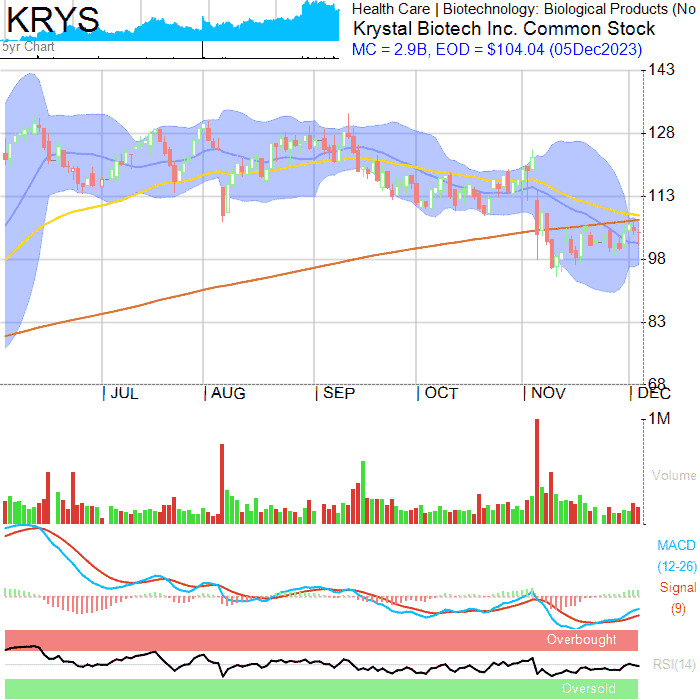 KRYS
5yr Chart
Health Care | Biotechnology: Biological Products (No
Krystal Biotech Inc. Common Stock
MC = 2.9B, EOD = $104.04 (05Dec2023)
143
128
113
98
83
68
JUL AUG SEP OCT NOV DEC
1M
Volume
MACD
(12-26)
Signal
(9)
Overbought
RSI(14)
Oversold